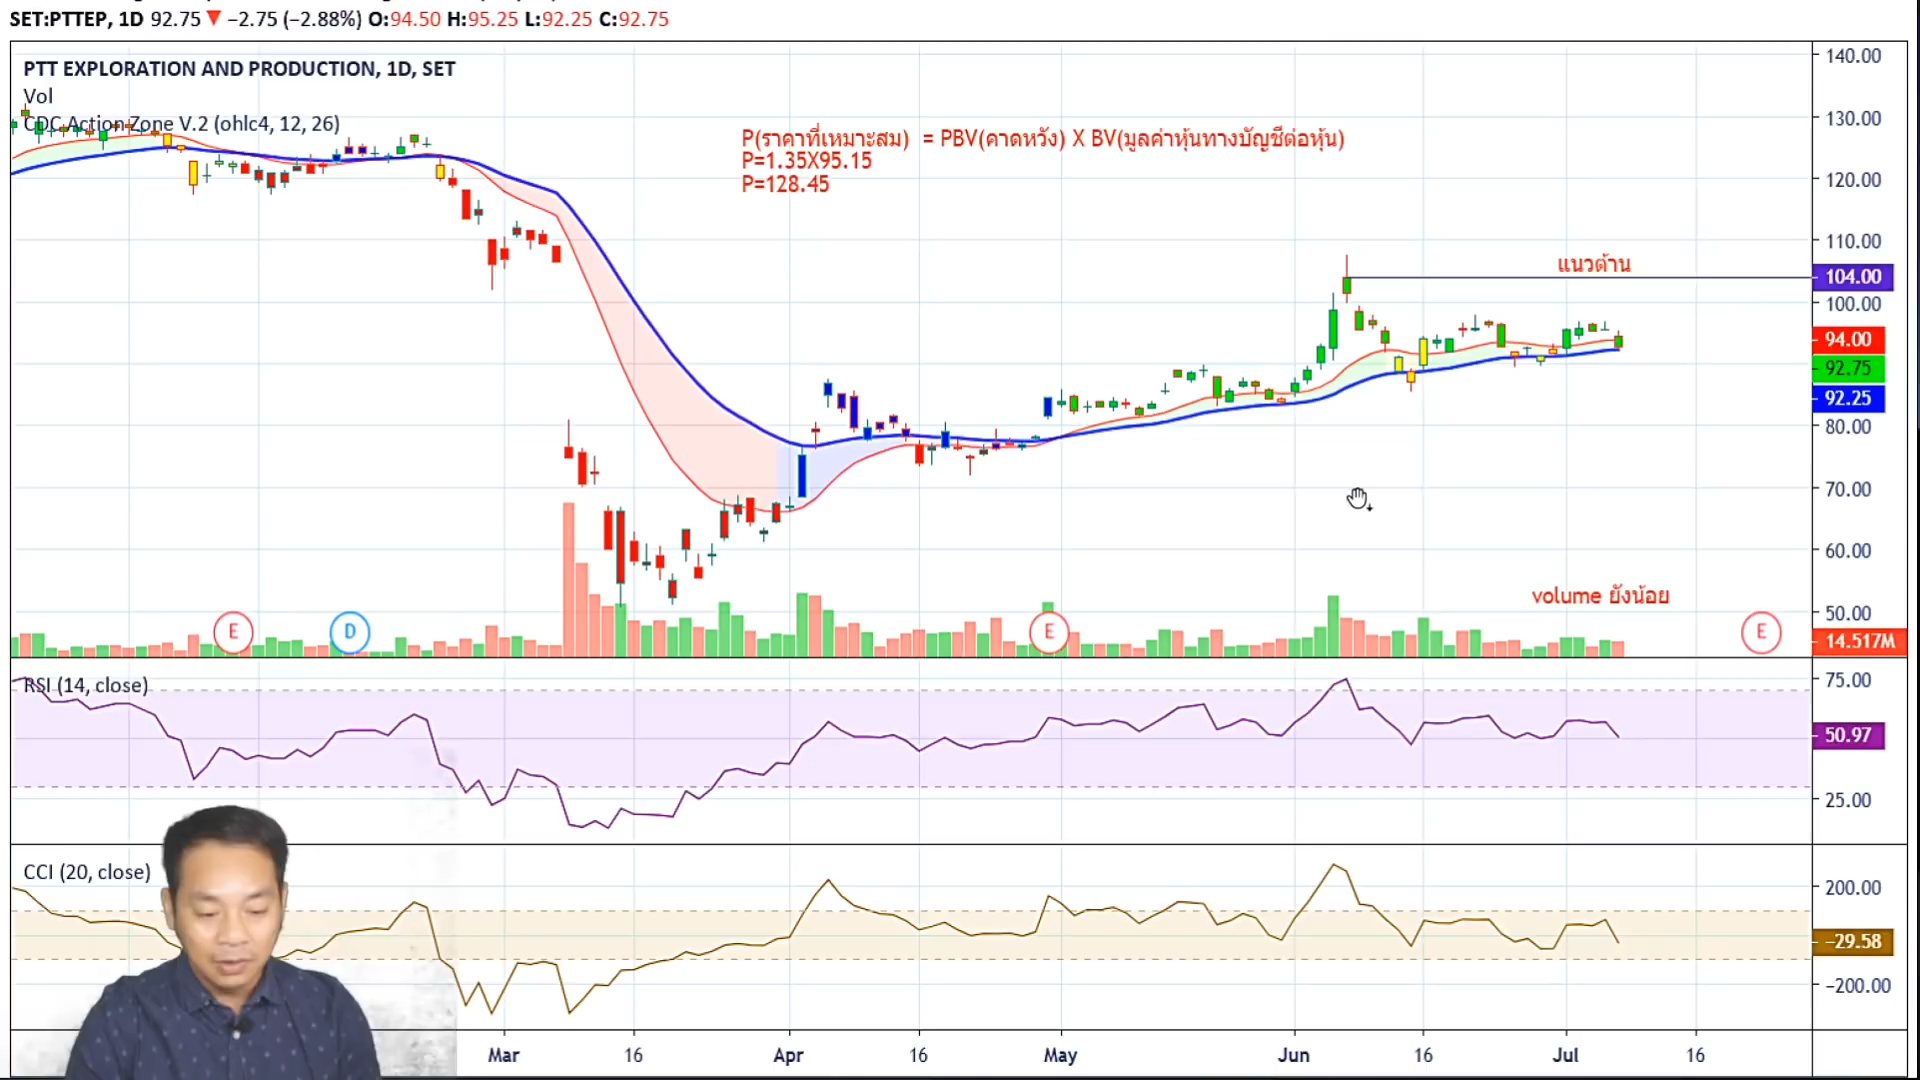 SET:PTTEP, 1D 92.75 ▼ −2.75 (−2.88%) O:94.50 H:95.25 L:92.25 C:92.75
PTT EXPLORATION AND PRODUCTION, 1D, SET
Vol
CDC Action Zone V.2 (ohlc4, 12, 26)
P(ราคาที่เหมาะสม) = PBV(คาดหวัง) X BV(มูลค่าหุ้นทางบัญชีต่อหุ้น)
P=1.35X95.15
P=128.45
แนวต้าน
volume ยังน้อย
140.00
130.00
120.00
110.00
104.00
100.00
94.00
92.75
92.25
80.00
70.00
60.00
50.00
14.517M
E
D
E
E
RSI (14, close)
75.00
50.97
25.00
CCI (20, close)
200.00
−29.58
−200.00
Mar 16 Apr 16 May Jun 16 Jul 16